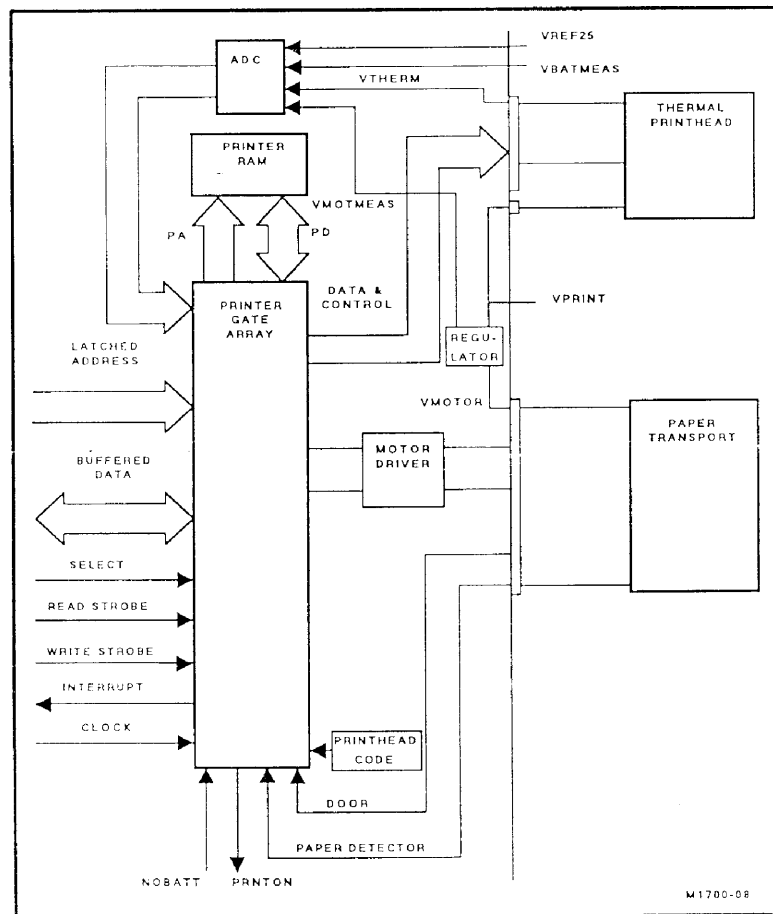 ADC
VREF25
VBATMEAS
VTHERM
THERMAL
PRINTHEAD
PRINTER
RAM
VMOTMEAS
PA
PD
DATA &
CONTROL
PRINTER
GATE
ARRAY
VPRINT
LATCHED
ADDRESS
REGU-
LATOR
VMOTOR
PAPER
TRANSPORT
MOTOR
DRIVER
BUFFERED
DATA
SELECT
READ STROBE
WRITE STROBE
INTERRUPT
CLOCK
PRINTHEAD
CODE
DOOR
PAPER DETECTOR
NOBATT
PRNTON
M1700-08